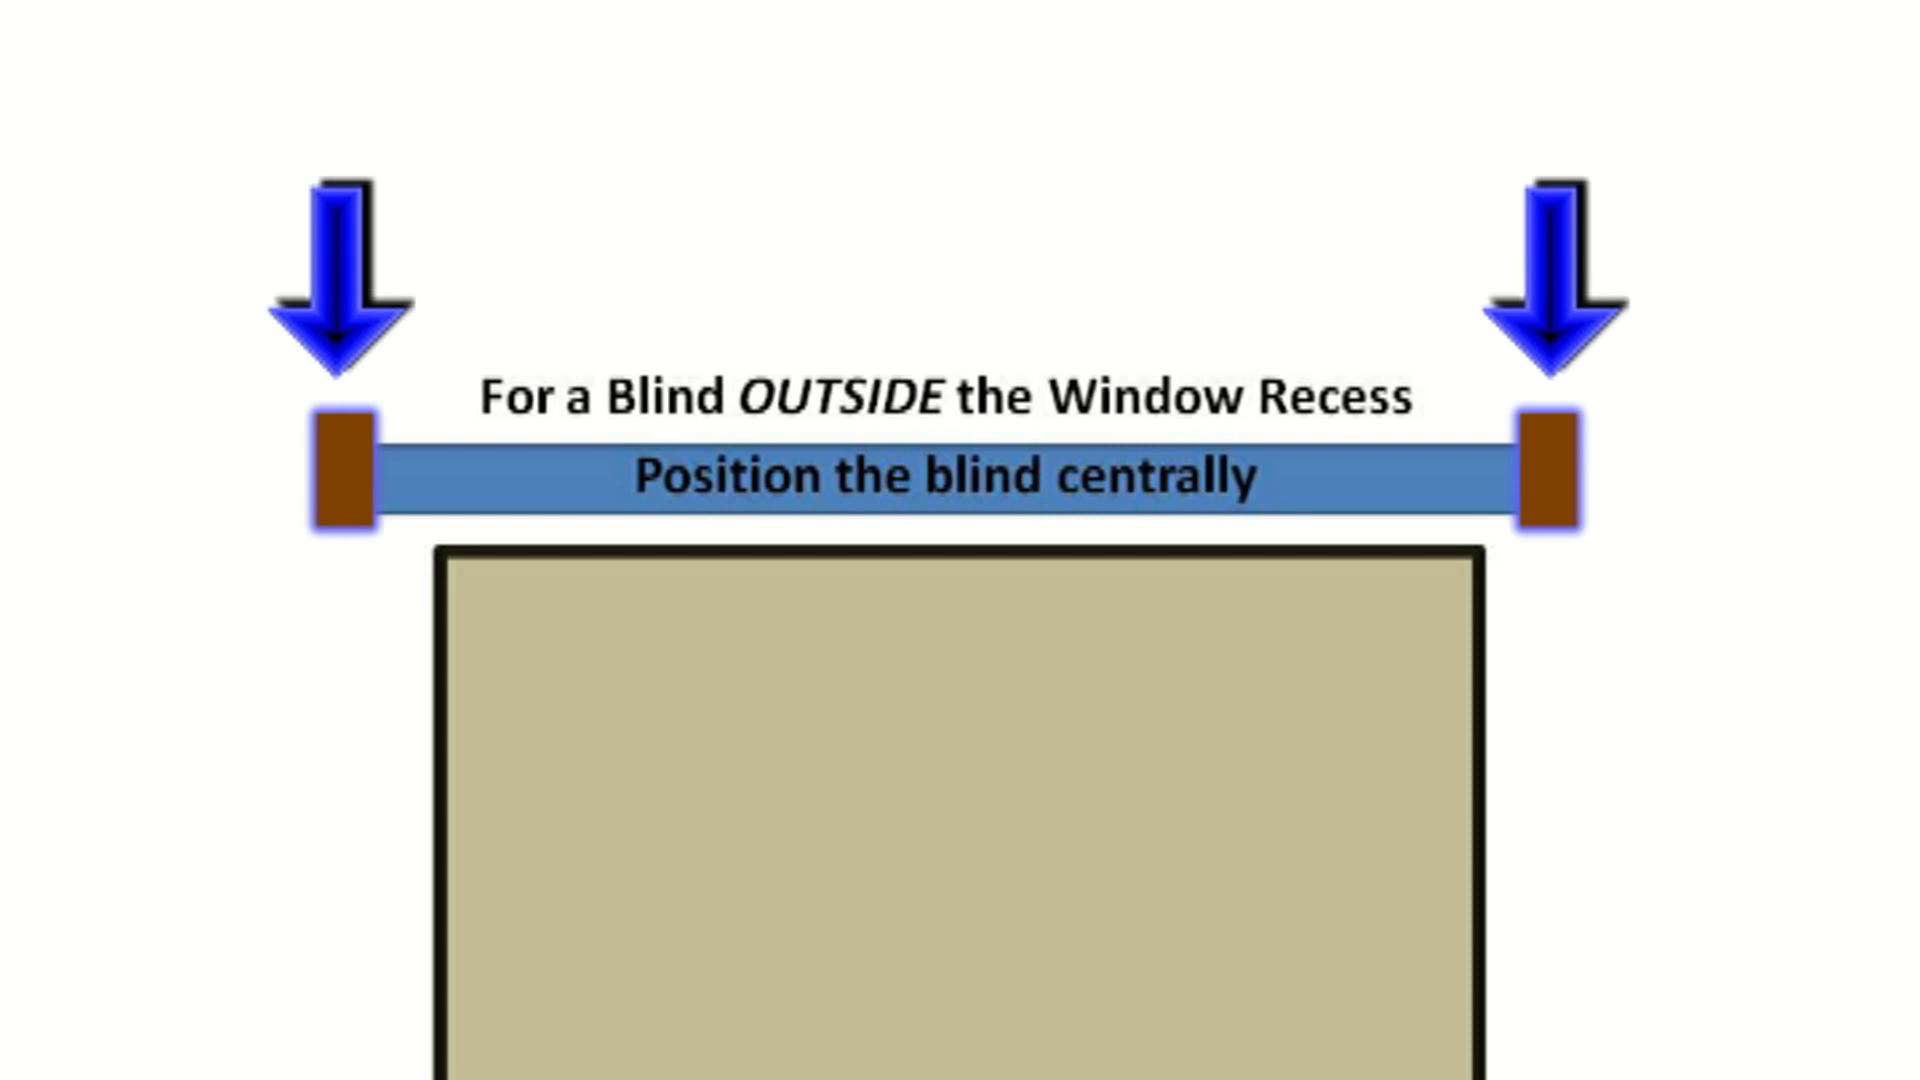 For a Blind OUTSIDE the Window Recess
Position the blind centrally